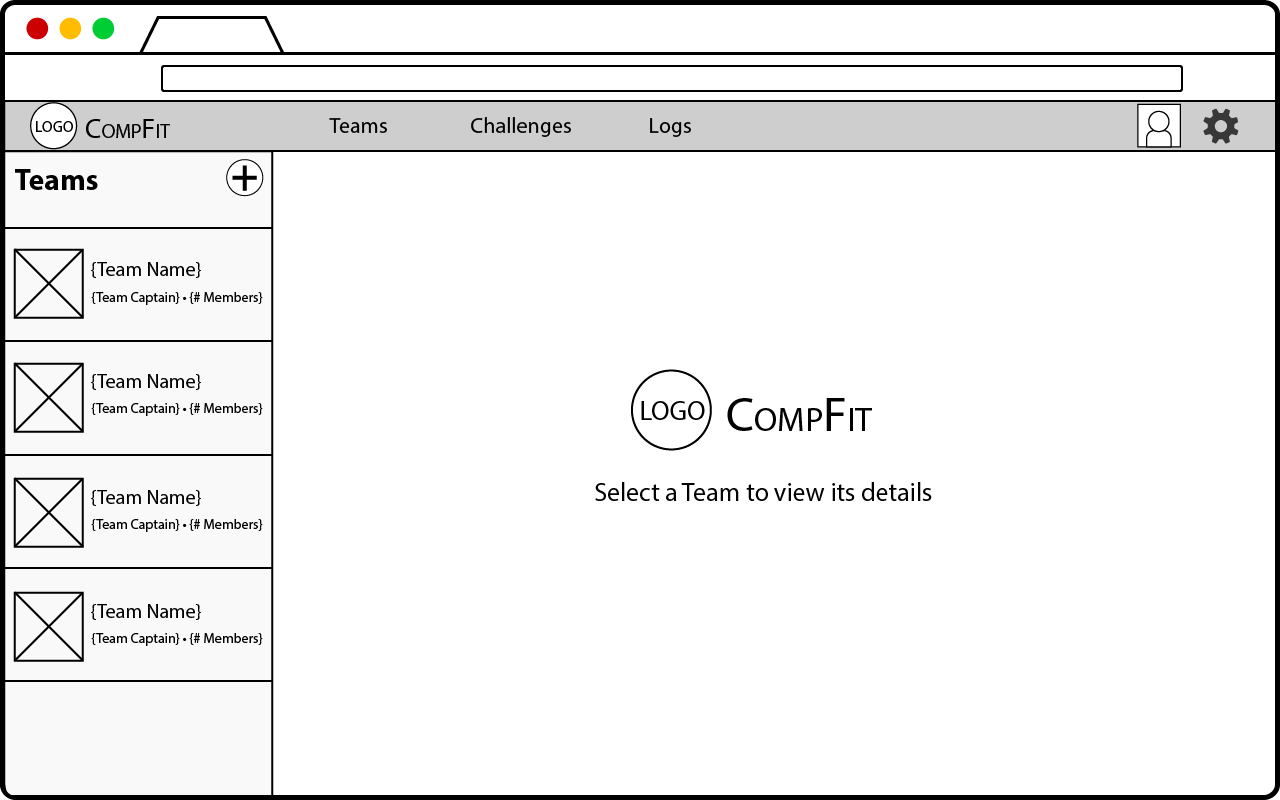 LOGO CompFit Teams Challenges Logs
Teams
{Team Name}
{Team Captain} • {# Members}
{Team Name}
{Team Captain} • {# Members}
{Team Name}
{Team Captain} • {# Members}
{Team Name}
{Team Captain} • {# Members}
LOGO CompFit
Select a Team to view its details